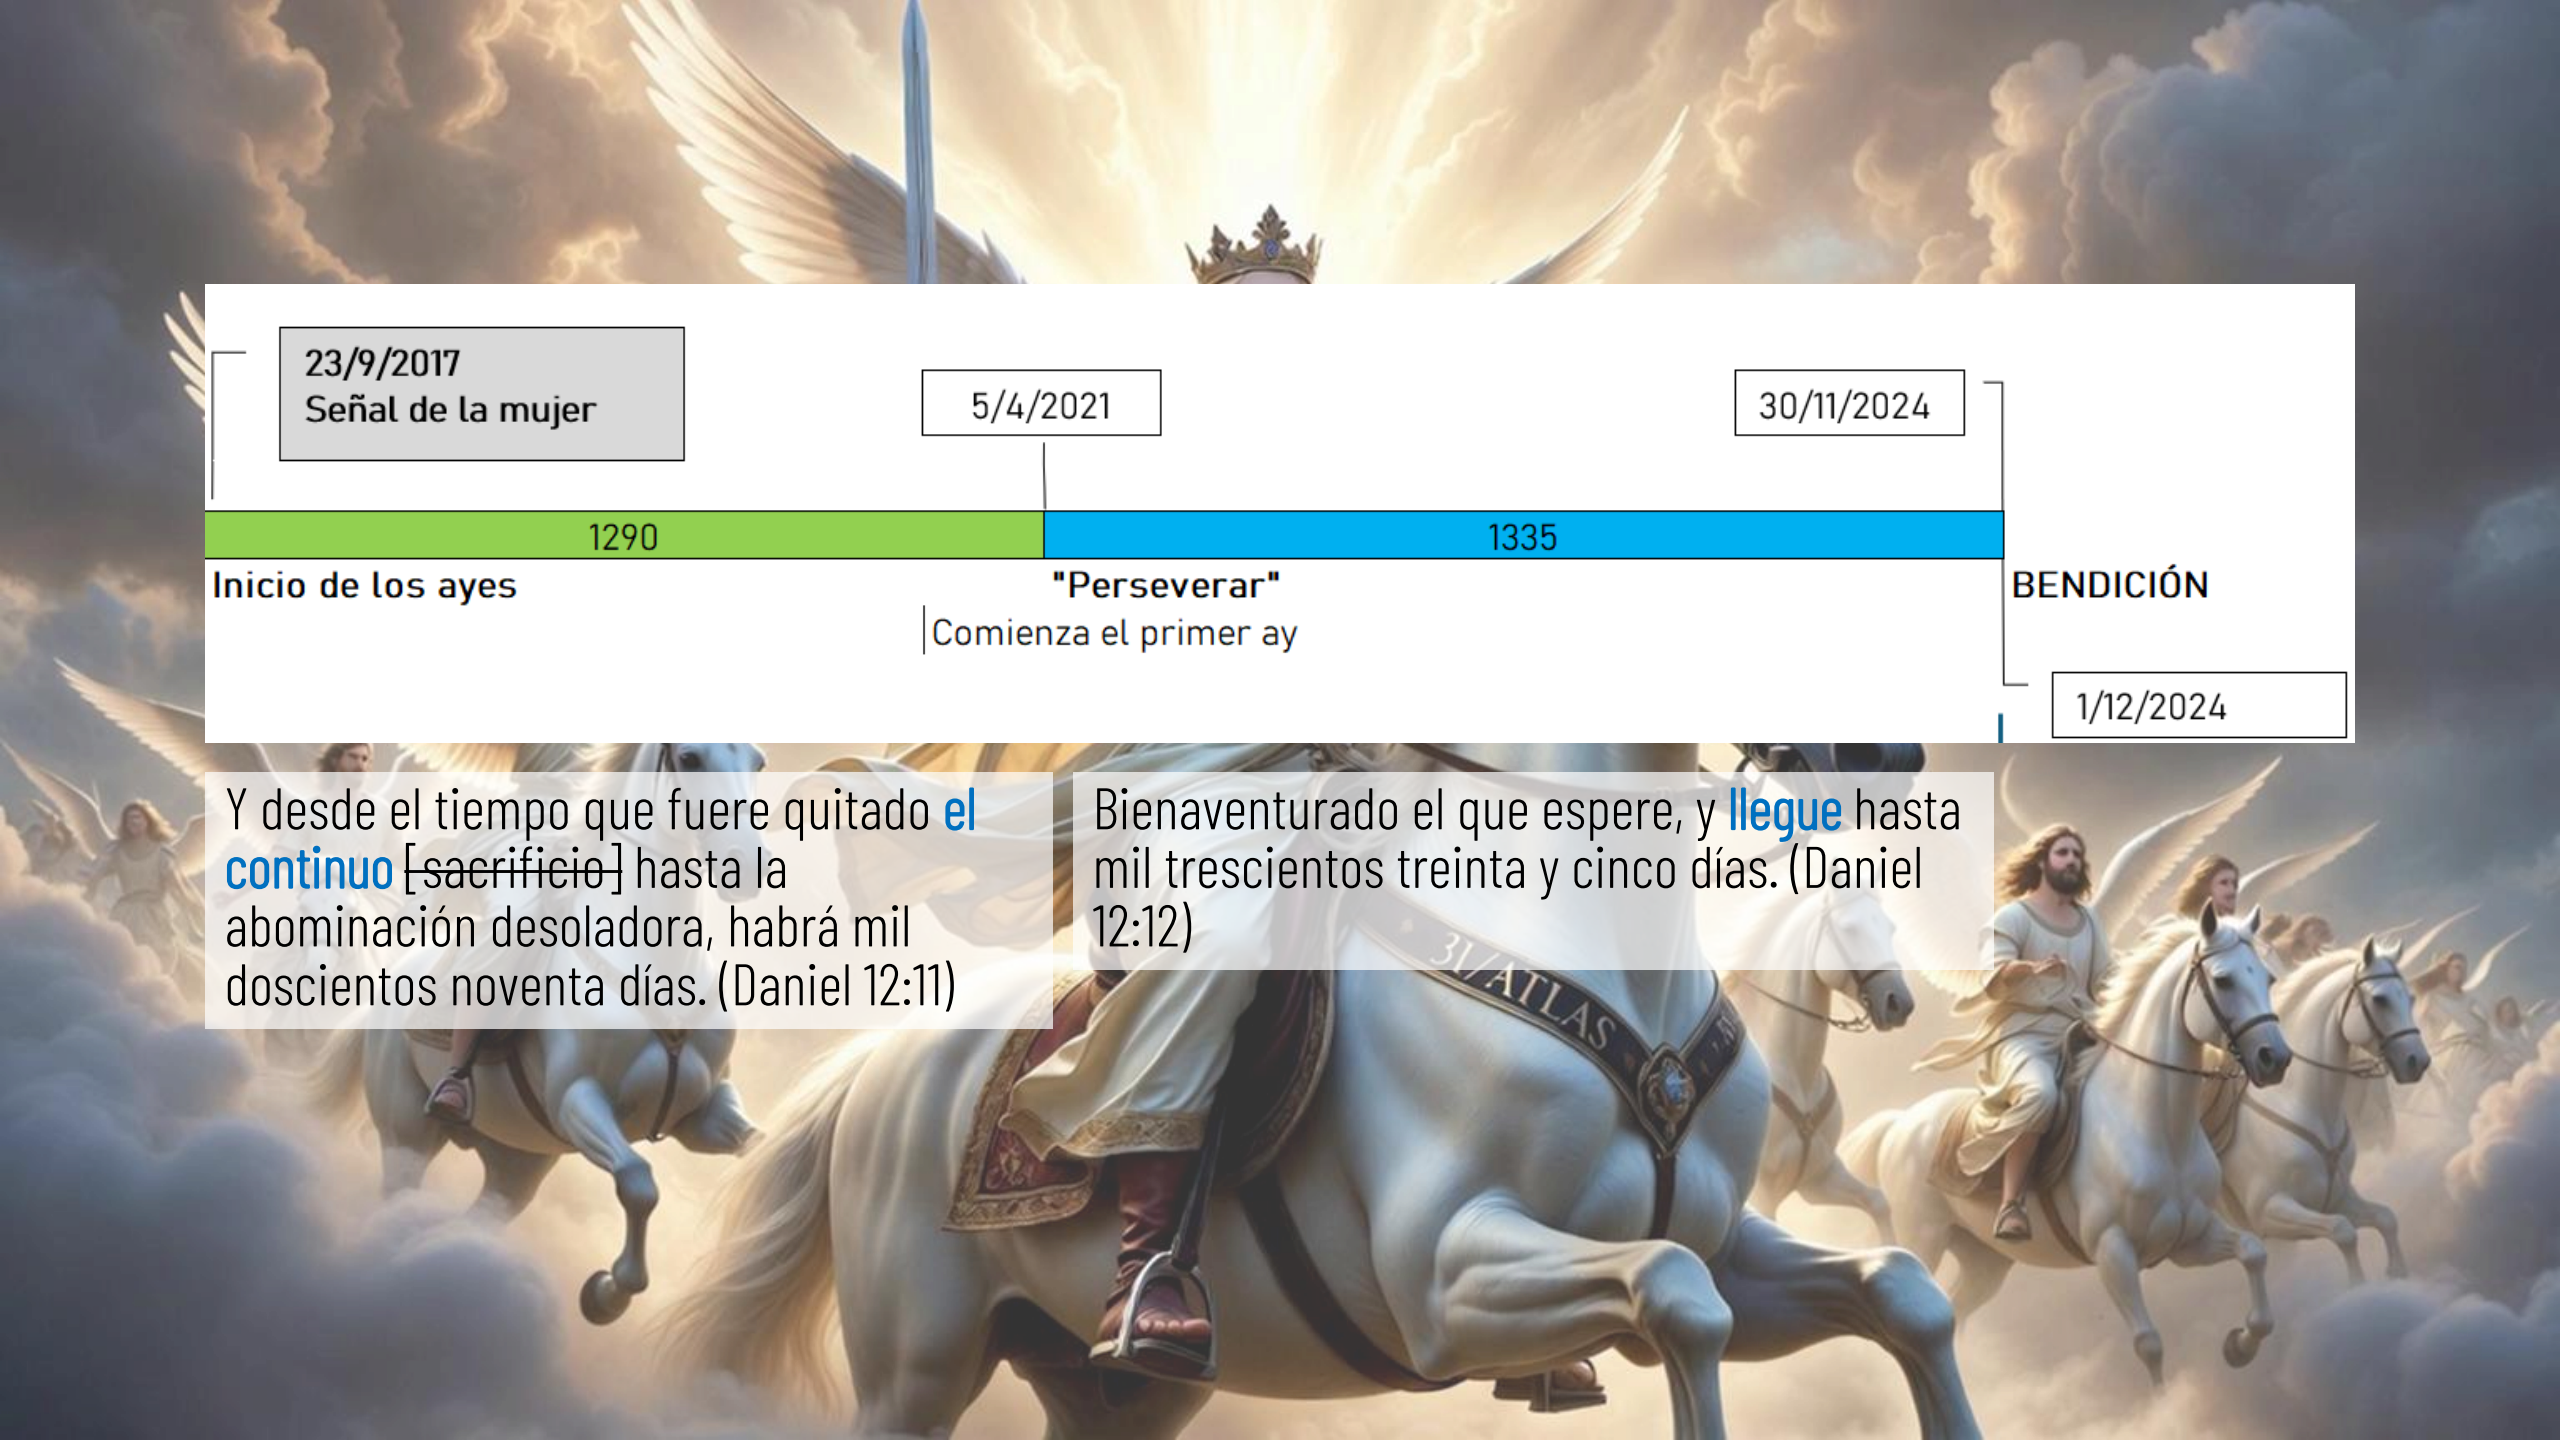 23/9/2017
Señal de la mujer
5/4/2021
30/11/2024
1290
1335
Inicio de los ayes
"Perseverar"
BENDICIÓN
Comienza el primer ay
1/12/2024
Y desde el tiempo que fuere quitado el
continuo [sacrificio] hasta la
abominación desoladora, habrá mil
doscientos noventa días. (Daniel 12:11)
Bienaventurado el que espere, y llegue hasta
mil trescientos treinta y cinco días. (Daniel
12:12)
3I/ATLAS